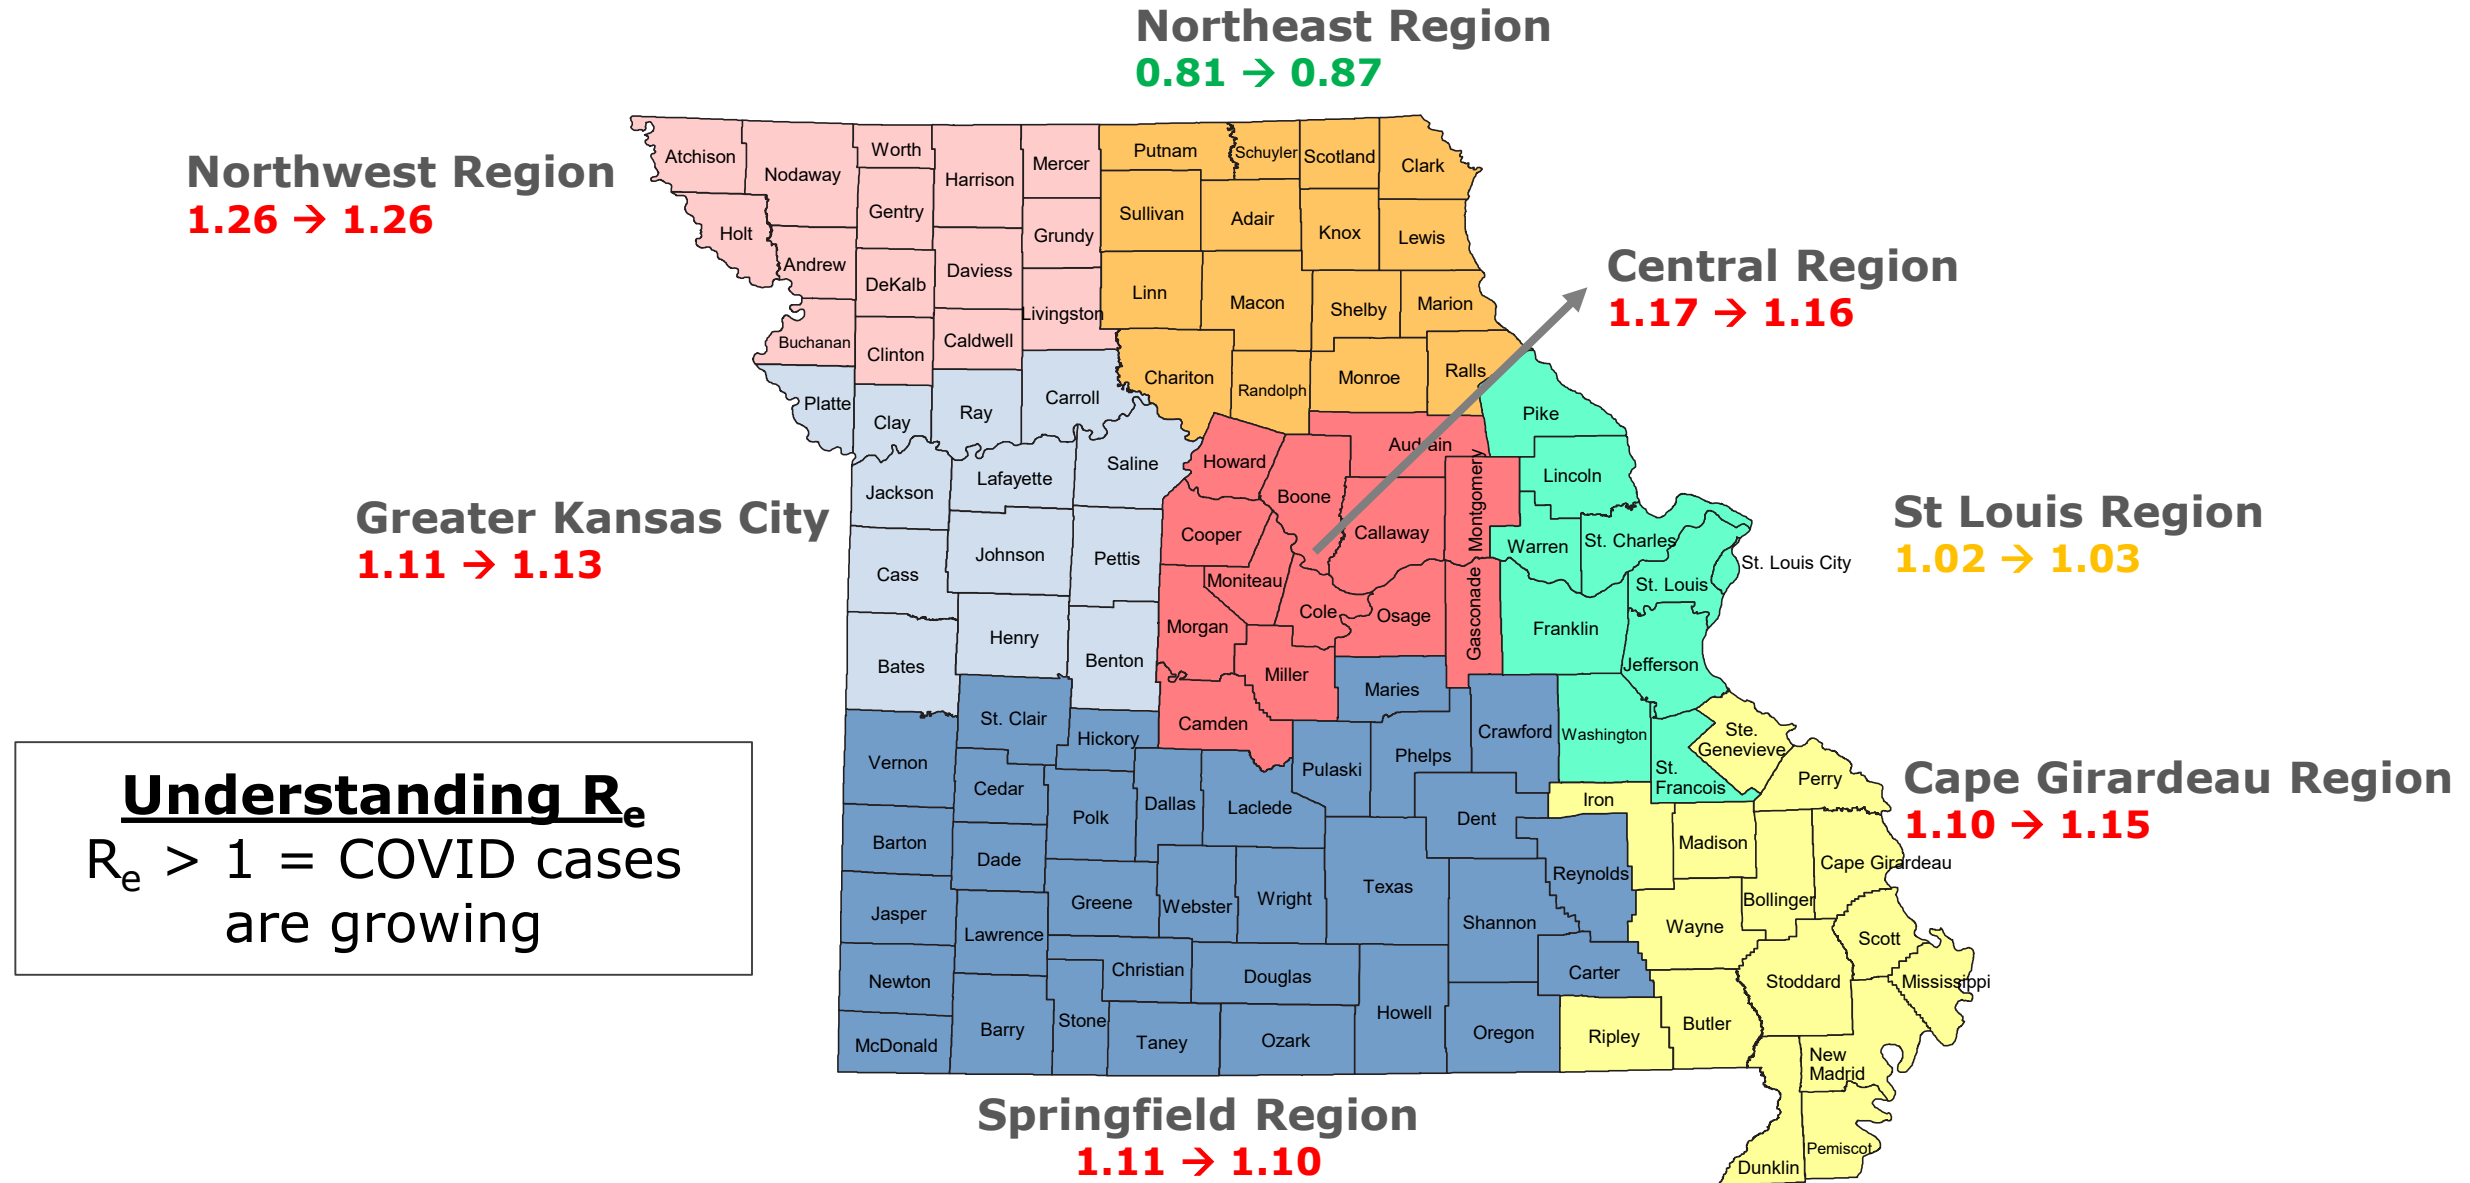 Northeast Region
0.81 → 0.87
Northwest Region
1.26 → 1.26
Central Region
1.17 → 1.16
Greater Kansas City
1.11 → 1.13
St Louis Region
1.02 → 1.03
Cape Girardeau Region
1.10 → 1.15
Springfield Region
1.11 → 1.10
Understanding Re
Re > 1 = COVID cases
are growing
Atchison
Nodaway
Worth
Harrison
Mercer
Putnam
Schuyler
Scotland
Clark
Holt
Gentry
Andrew
Grundy
Sullivan
Adair
Knox
Lewis
DeKalb
Daviess
Livingston
Linn
Macon
Shelby
Marion
Buchanan
Clinton
Caldwell
Chariton
Randolph
Monroe
Ralls
Platte
Clay
Ray
Carroll
Pike
Saline
Howard
Audrain
Montgomery
Lincoln
Jackson
Lafayette
Boone
Cooper
Callaway
Warren
St. Charles
St. Louis City
Cass
Johnson
Pettis
Moniteau
Cole
Osage
Gasconade
St. Louis
Henry
Morgan
Franklin
Bates
Benton
Miller
Maries
Jefferson
St. Clair
Hickory
Camden
Crawford
Washington
Ste.
Genevieve
Vernon
Cedar
Polk
Dallas
Laclede
Pulaski
Phelps
St.
Francois
Perry
Iron
Dent
Madison
Barton
Dade
Reynolds
Cape Girardeau
Jasper
Greene
Webster
Wright
Texas
Shannon
Bollinger
Lawrence
Wayne
Scott
Newton
Christian
Douglas
Carter
Stoddard
Mississippi
McDonald
Barry
Stone
Taney
Ozark
Howell
Oregon
Ripley
Butler
New
Madrid
Pemiscot
Dunklin